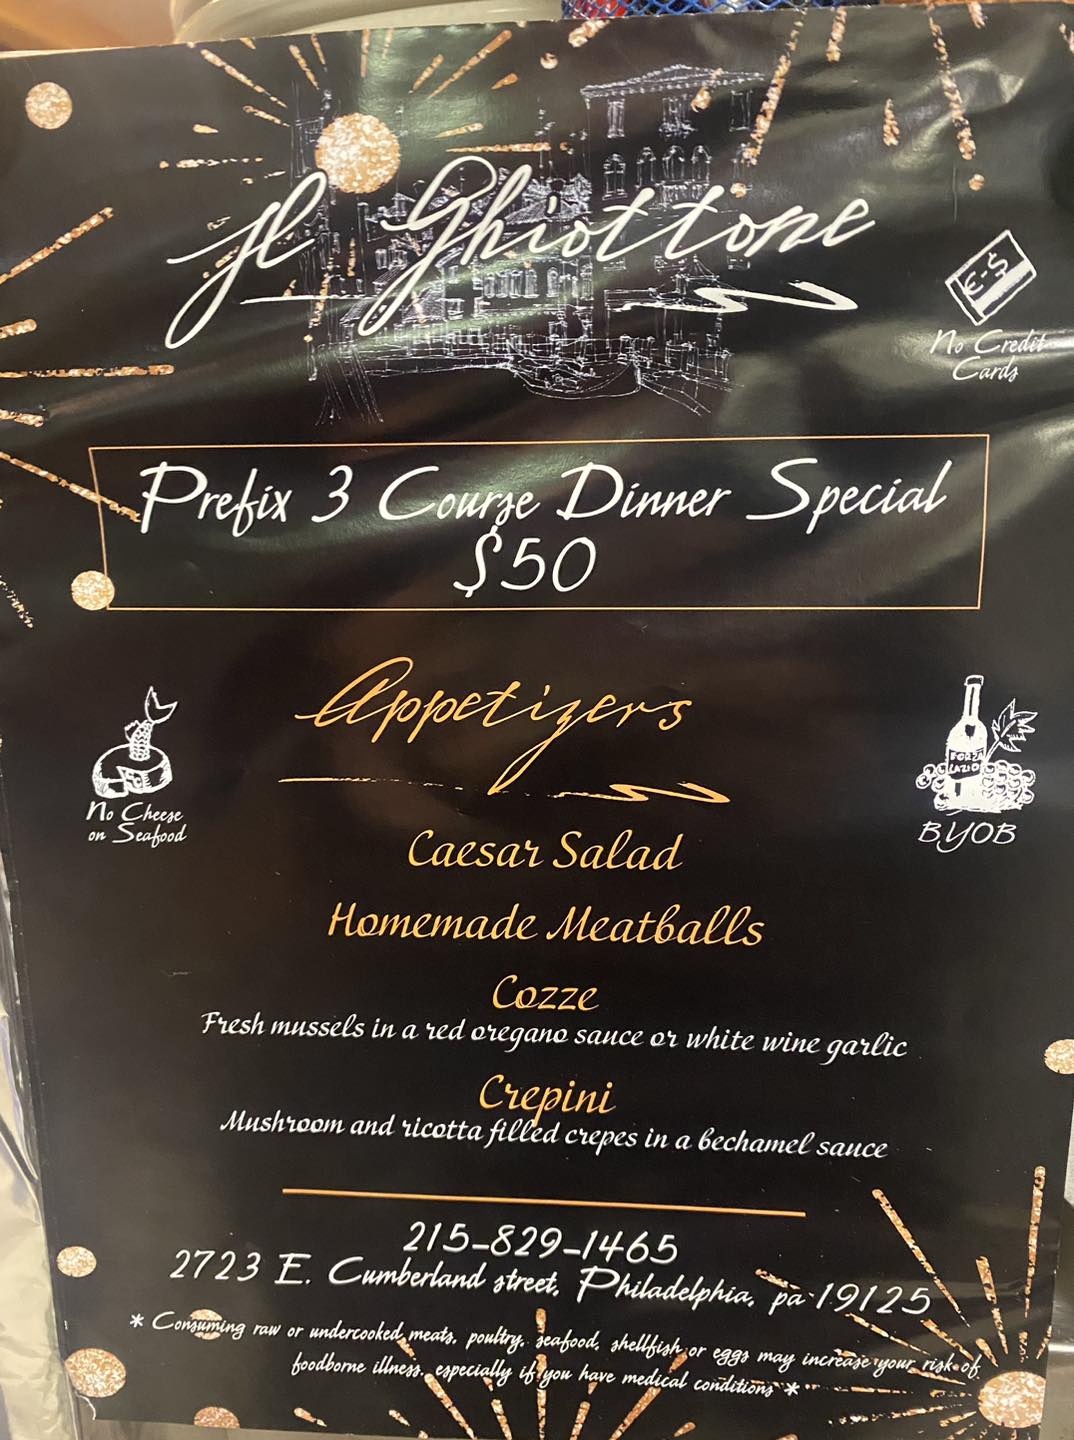 Il Ghiottone
€-$
No Credit
Cards
Prefix 3 Course Dinner Special
$50
Appetizers
No Cheese
on Seafood
FORZA
LAZIO
BYOB
Caesar Salad
Homemade Meatballs
Cozze
Fresh mussels in a red oregano sauce or white wine garlic
Crepini
Mushroom and ricotta filled crepes in a bechamel sauce
215-829-1465
2723 E. Cumberland street, Philadelphia, pa 19125
* Consuming raw or undercooked meats, poultry, seafood, shellfish or eggs may increase your risk of
foodborne illness, especially if you have medical conditions *